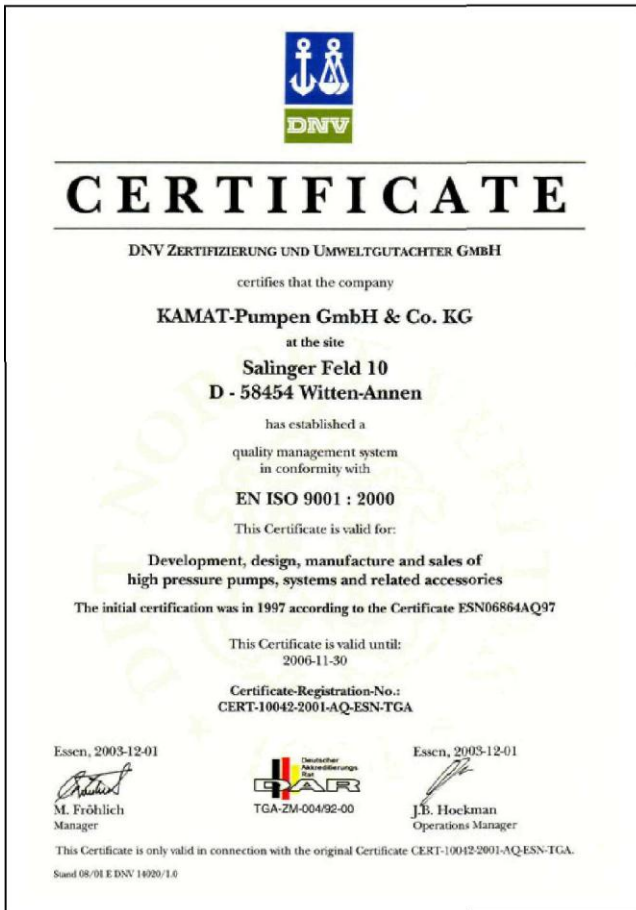 DNV
CERTIFICATE
DNV ZERTIFIZIERUNG UND UMWELTGUTACHTER GMBH
certifies that the company
KAMAT-Pumpen GmbH & Co. KG
at the site
Salinger Feld 10
D - 58454 Witten-Annen
has established a
quality management system
in conformity with
EN ISO 9001 : 2000
This Certificate is valid for:
Development, design, manufacture and sales of
high pressure pumps, systems and related accessories
The initial certification was in 1997 according to the Certificate ESN06864AQ97
This Certificate is valid until:
2006-11-30
Certificate-Registration-No.:
CERT-10042-2001-AQ-ESN-TGA
Essen, 2003-12-01
M. Fröhlich
Manager
Deutscher
Akkreditierungs
Rat
DAR
TGA-ZM-004/92-00
Essen, 2003-12-01
J.B. Hoekman
Operations Manager
This Certificate is only valid in connection with the original Certificate CERT-10042-2001-AQ-ESN-TGA.
Stand 08/01 E DNV 14020/1.0